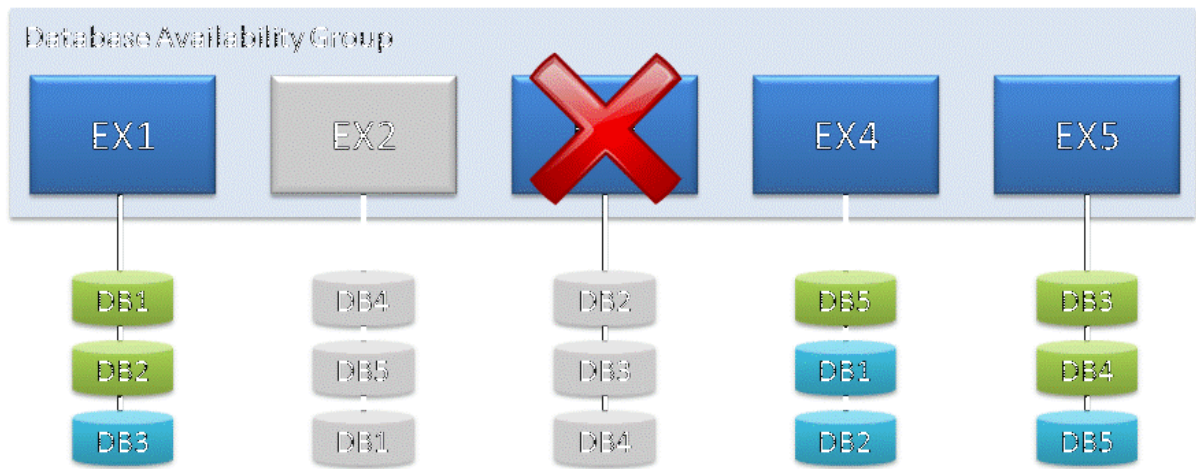 Database Availability Group
EX1 EX2 EX4 EX5
DB1 DB4 DB2 DB5 DB3
DB2 DB5 DB3 DB1 DB4
DB3 DB1 DB4 DB2 DB5